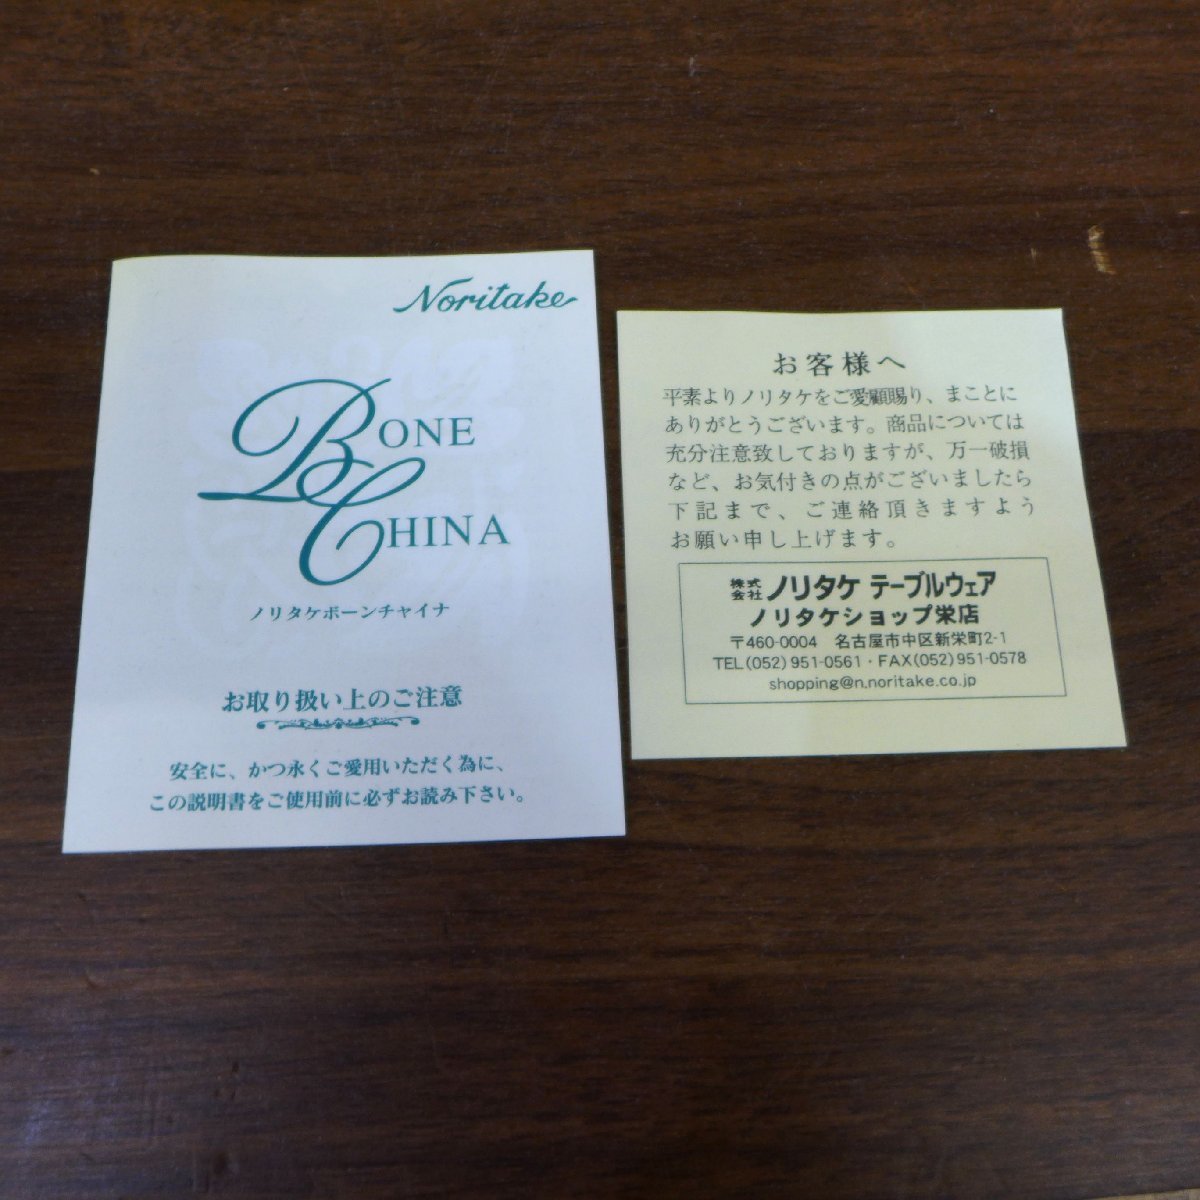 Noritake
BONE
CHINA
ノリタケボーンチャイナ
お取り扱い上のご注意
安全に、かつ永くご愛用いただく為に、
この説明書をご使用前に必ずお読み下さい。
お客様へ
平素よりノリタケをご愛顧賜り、まことに
ありがとうございます。商品については
充分注意致しておりますが、万一破損
など、お気付きの点がございましたら
下記まで、ご連絡頂きますよう
お願い申し上げます。
株式会社 ノリタケ テーブルウェア
ノリタケショップ栄店
〒460-0004 名古屋市中区新栄町2-1
TEL(052)951-0561・FAX(052)951-0578
shopping@n.noritake.co.jp